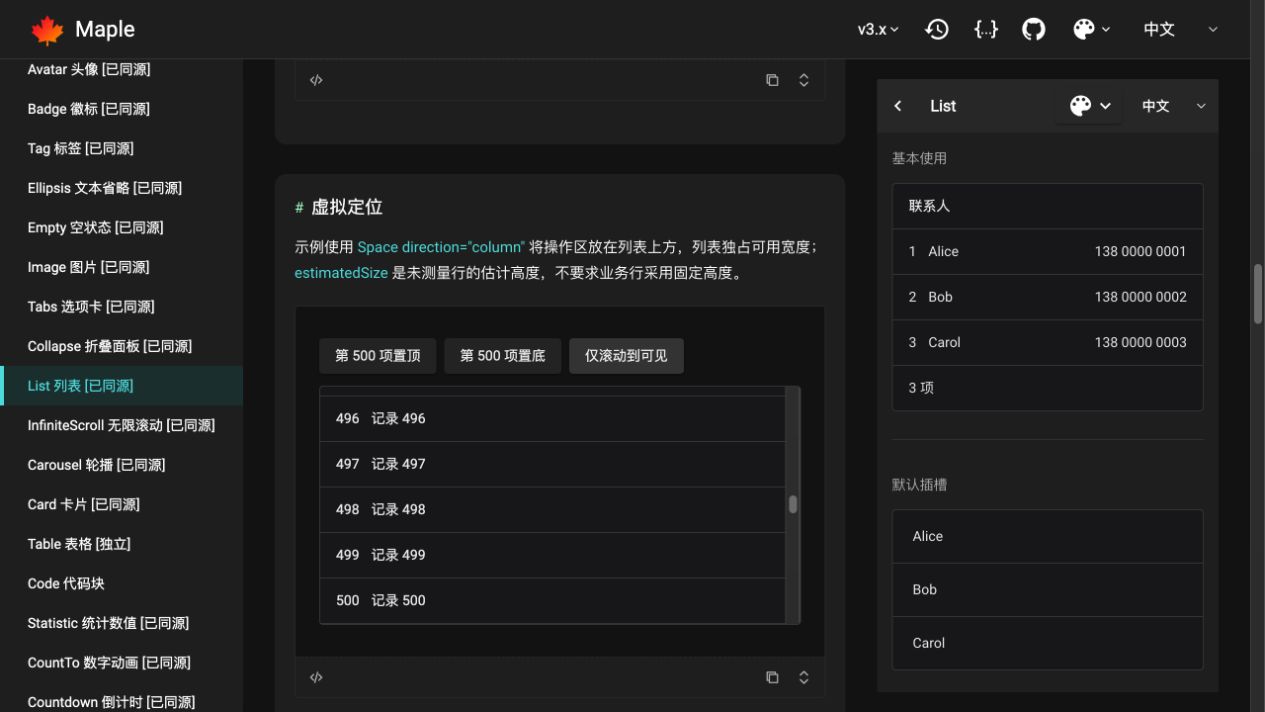 Maple
v3.x
中文
Avatar 头像 [已同源]
Badge 徽标 [已同源]
Tag 标签 [已同源]
Ellipsis 文本省略 [已同源]
Empty 空状态 [已同源]
Image 图片 [已同源]
Tabs 选项卡 [已同源]
Collapse 折叠面板 [已同源]
List 列表 [已同源]
InfiniteScroll 无限滚动 [已同源]
Carousel 轮播 [已同源]
Card 卡片 [已同源]
Table 表格 [独立]
Code 代码块
Statistic 统计数值 [已同源]
CountTo 数字动画 [已同源]
Countdown 倒计时 [已同源]
# 虚拟定位
示例使用 Space direction="column" 将操作区放在列表上方，列表独占可用宽度；
estimatedSize 是未测量行的估计高度，不要求业务行采用固定高度。
第 500 项置顶
第 500 项置底
仅滚动到可见
496 记录 496
497 记录 497
498 记录 498
499 记录 499
500 记录 500
List
中文
基本使用
联系人
1 Alice 138 0000 0001
2 Bob 138 0000 0002
3 Carol 138 0000 0003
3 项
默认插槽
Alice
Bob
Carol